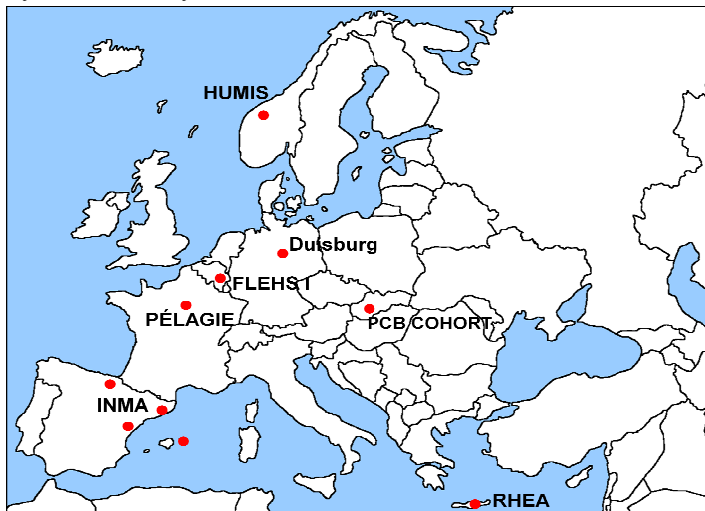 HUMIS
Duisburg
FLEHS I
PÉLAGIE
PCB COHORT
INMA
RHEA